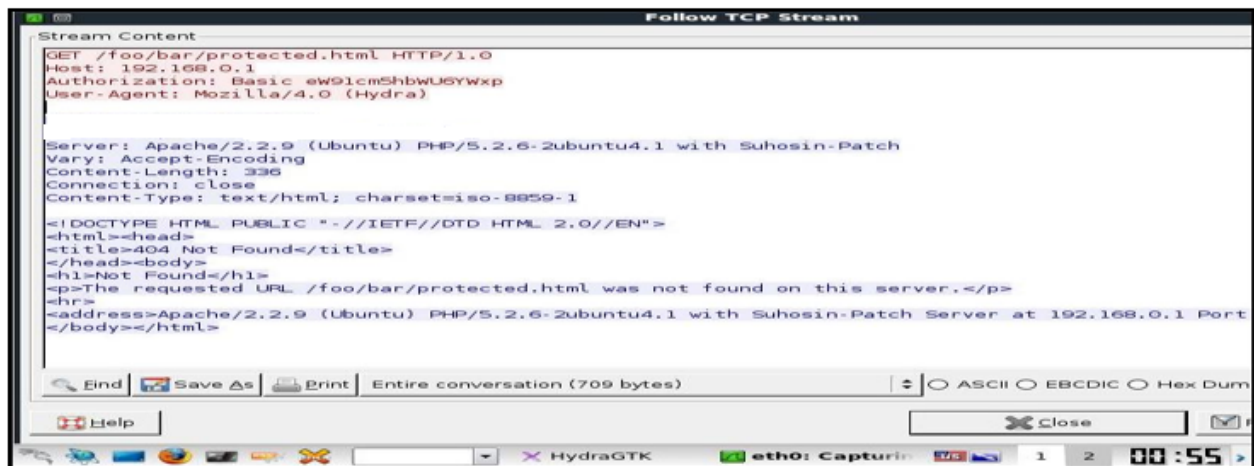 Follow TCP Stream
Stream Content
GET /foo/bar/protected.html HTTP/1.0
Host: 192.168.0.1
Authorization: Basic eW91cm5hbWU6YWxp
User-Agent: Mozilla/4.0 (Hydra)
Server: Apache/2.2.9 (Ubuntu) PHP/5.2.6-2ubuntu4.1 with Suhosin-Patch
Vary: Accept-Encoding
Content-Length: 336
Connection: close
Content-Type: text/html; charset=iso-8859-1
<!DOCTYPE HTML PUBLIC "-//IETF//DTD HTML 2.0//EN">
<html><head>
<title>404 Not Found</title>
</head><body>
<h1>Not Found</h1>
<p>The requested URL /foo/bar/protected.html was not found on this server.</p>
<hr>
<address>Apache/2.2.9 (Ubuntu) PHP/5.2.6-2ubuntu4.1 with Suhosin-Patch Server at 192.168.0.1 Port
</body></html>
Find Save As Print Entire conversation (709 bytes) ASCII EBCDIC Hex Dum
Help Close
HydraGTK eth0: Capturin US 1 2 00:55